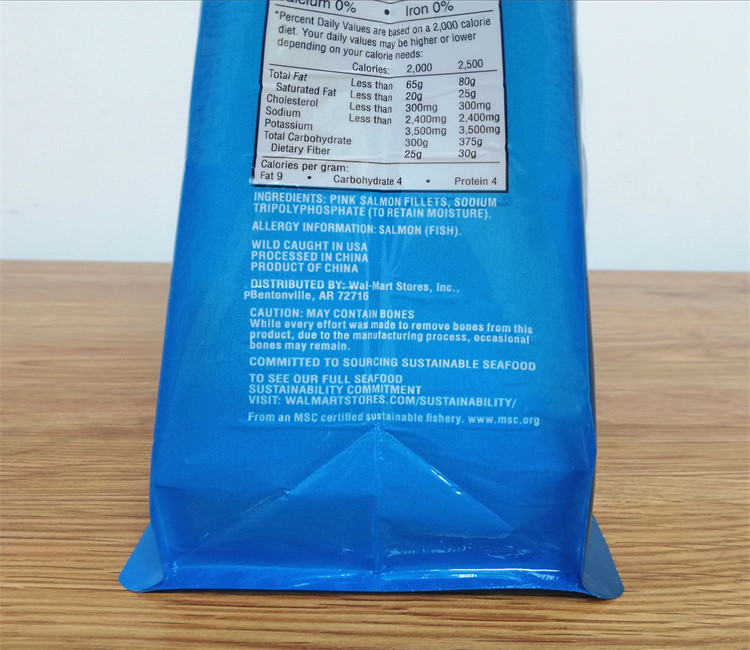 alcium 0% • Iron 0%
*Percent Daily Values are based on a 2,000 calorie
diet. Your daily values may be higher or lower
depending on your calorie needs:
Calories: 2,000 2,500
Total Fat Less than 65g 80g
Saturated Fat Less than 20g 25g
Cholesterol Less than 300mg 300mg
Sodium Less than 2,400mg 2,400mg
Potassium 3,500mg 3,500mg
Total Carbohydrate 300g 375g
Dietary Fiber 25g 30g
Calories per gram:
Fat 9 • Carbohydrate 4 • Protein 4
INGREDIENTS: PINK SALMON FILLETS, SODIUM
TRIPOLYPHOSPHATE (TO RETAIN MOISTURE).
ALLERGY INFORMATION: SALMON (FISH).
WILD CAUGHT IN USA
PROCESSED IN CHINA
PRODUCT OF CHINA
DISTRIBUTED BY: Wal-Mart Stores, Inc.,
PBentonville, AR 72716
CAUTION: MAY CONTAIN BONES
While every effort was made to remove bones from this
product, due to the manufacturing process, occasional
bones may remain.
COMMITTED TO SOURCING SUSTAINABLE SEAFOOD
TO SEE OUR FULL SEAFOOD
SUSTAINABILITY COMMITMENT
VISIT: WALMARTSTORES.COM/SUSTAINABILITY/
From an MSC certified sustainable fishery. www.msc.org